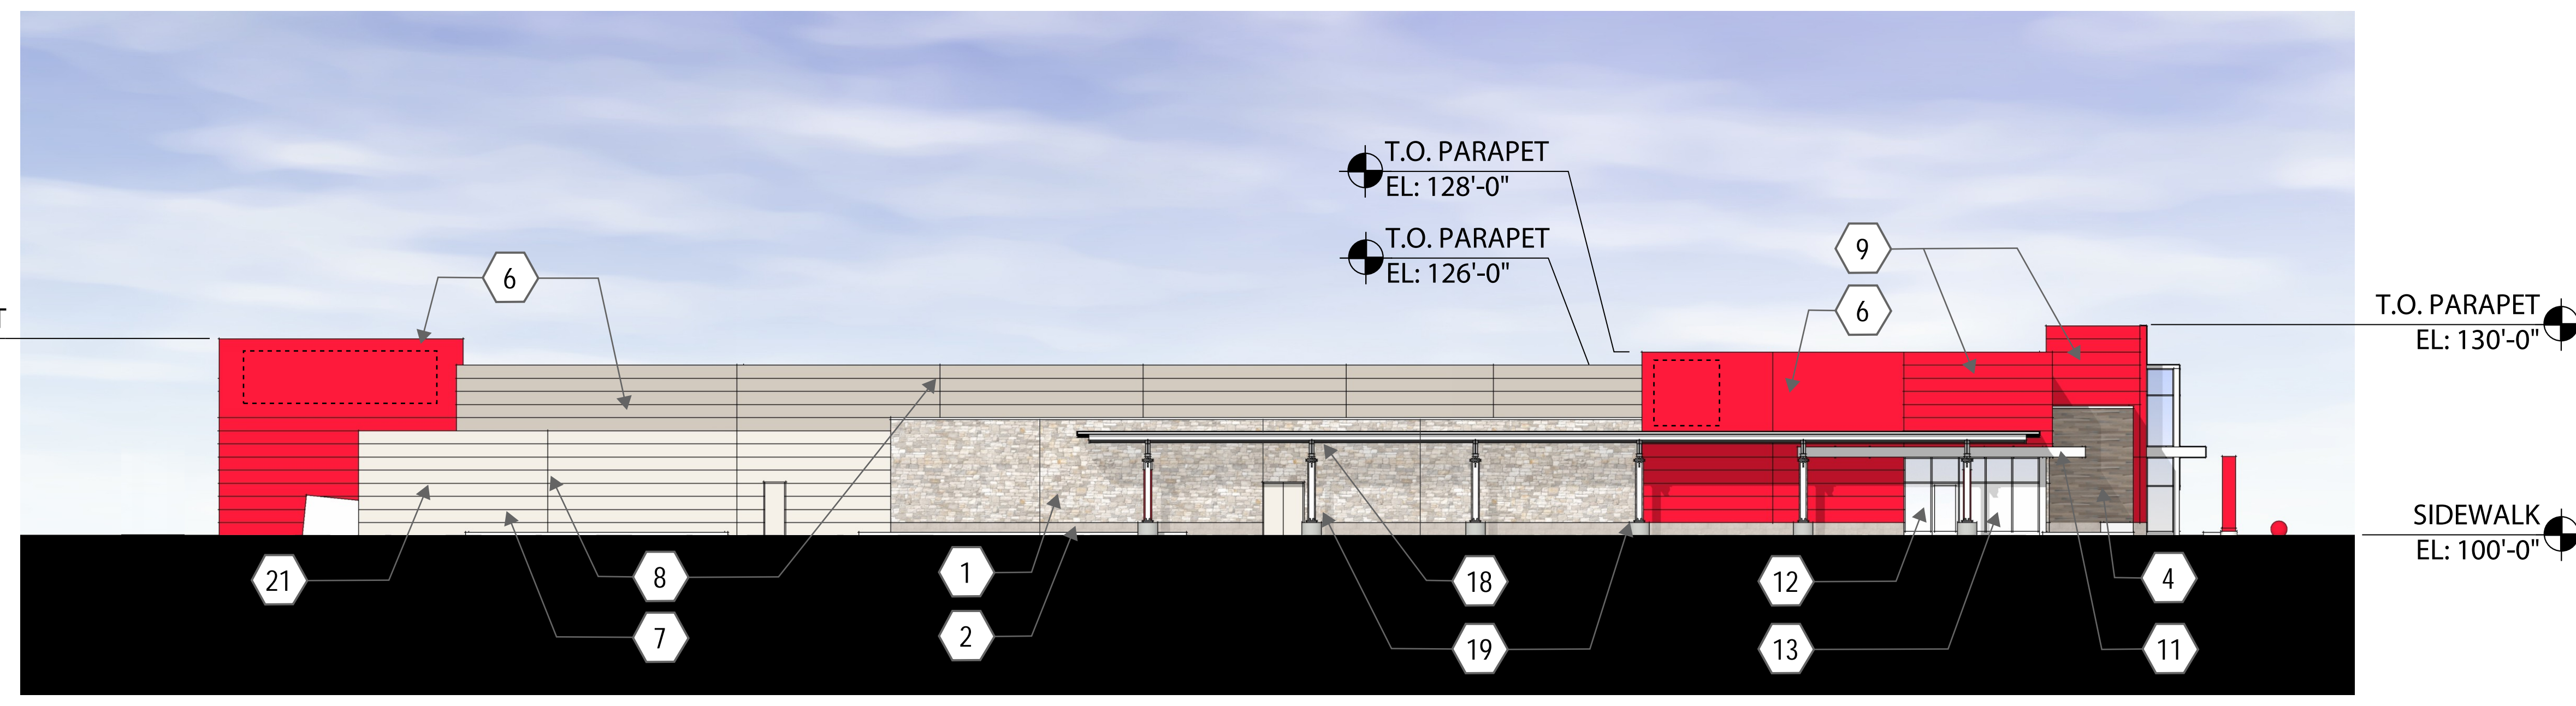 T.O. PARAPET
EL: 128'-0"
T.O. PARAPET
EL: 126'-0"
9
6
6
T.O. PARAPET
EL: 130'-0"
SIDEWALK
EL: 100'-0"
21
8
1
18
12
4
7
2
19
13
11